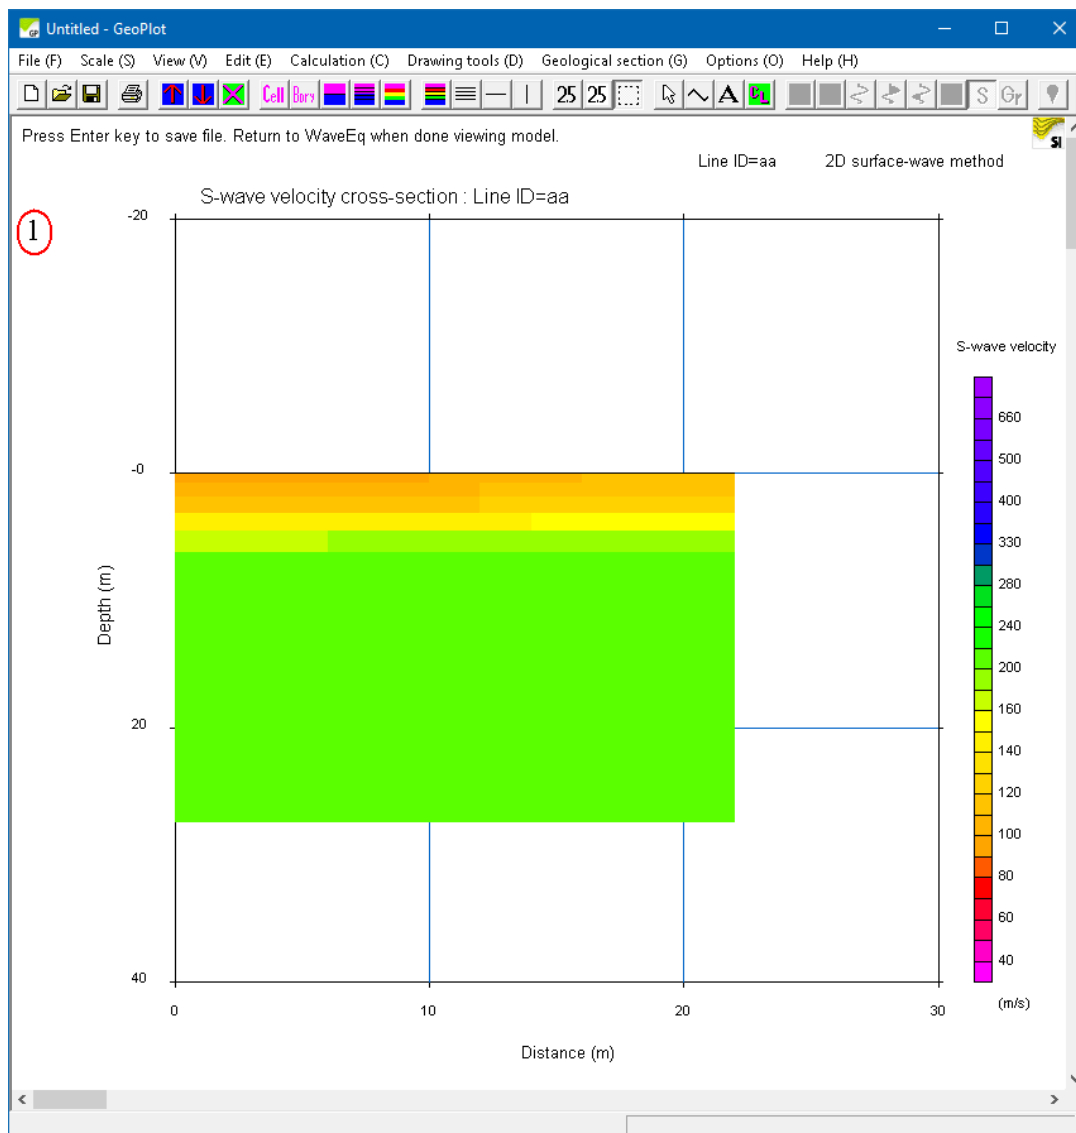 Untitled - GeoPlot
File (F) Scale (S) View (V) Edit (E) Calculation (C) Drawing tools (D) Geological section (G) Options (O) Help (H)
Cell Bory 25 25 A S Gr
Press Enter key to save file. Return to WaveEq when done viewing model.
SI
Line ID=aa 2D surface-wave method
S-wave velocity cross-section : Line ID=aa
1
-20
-0
20
40
Depth (m)
0 10 20 30
Distance (m)
S-wave velocity
660
500
400
330
280
240
200
160
140
120
100
80
60
40
(m/s)